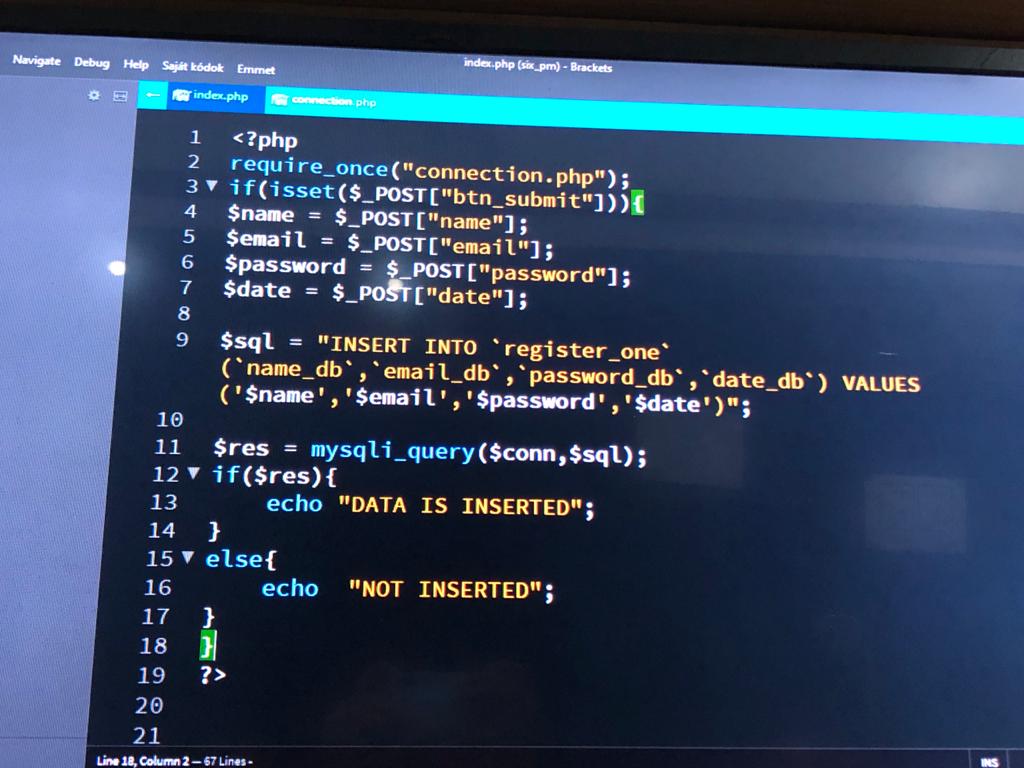 index.php (six_pm) - Brackets
Navigate Debug Help Saját kódok Emmet
index.php connection.php
1 <?php
2 require_once("connection.php");
3 if(isset($_POST["btn_submit"])){
4 $name = $_POST["name"];
5 $email = $_POST["email"];
6 $password = $_POST["password"];
7 $date = $_POST["date"];
8
9 $sql = "INSERT INTO `register_one`
(`name_db`,`email_db`,`password_db`,`date_db`) VALUES
('$name','$email','$password','$date')";
10
11 $res = mysqli_query($conn,$sql);
12 if($res){
13 echo "DATA IS INSERTED";
14 }
15 else{
16 echo "NOT INSERTED";
17 }
18 }
19 ?>
20
21
Line 18, Column 2 — 67 Lines -
INS